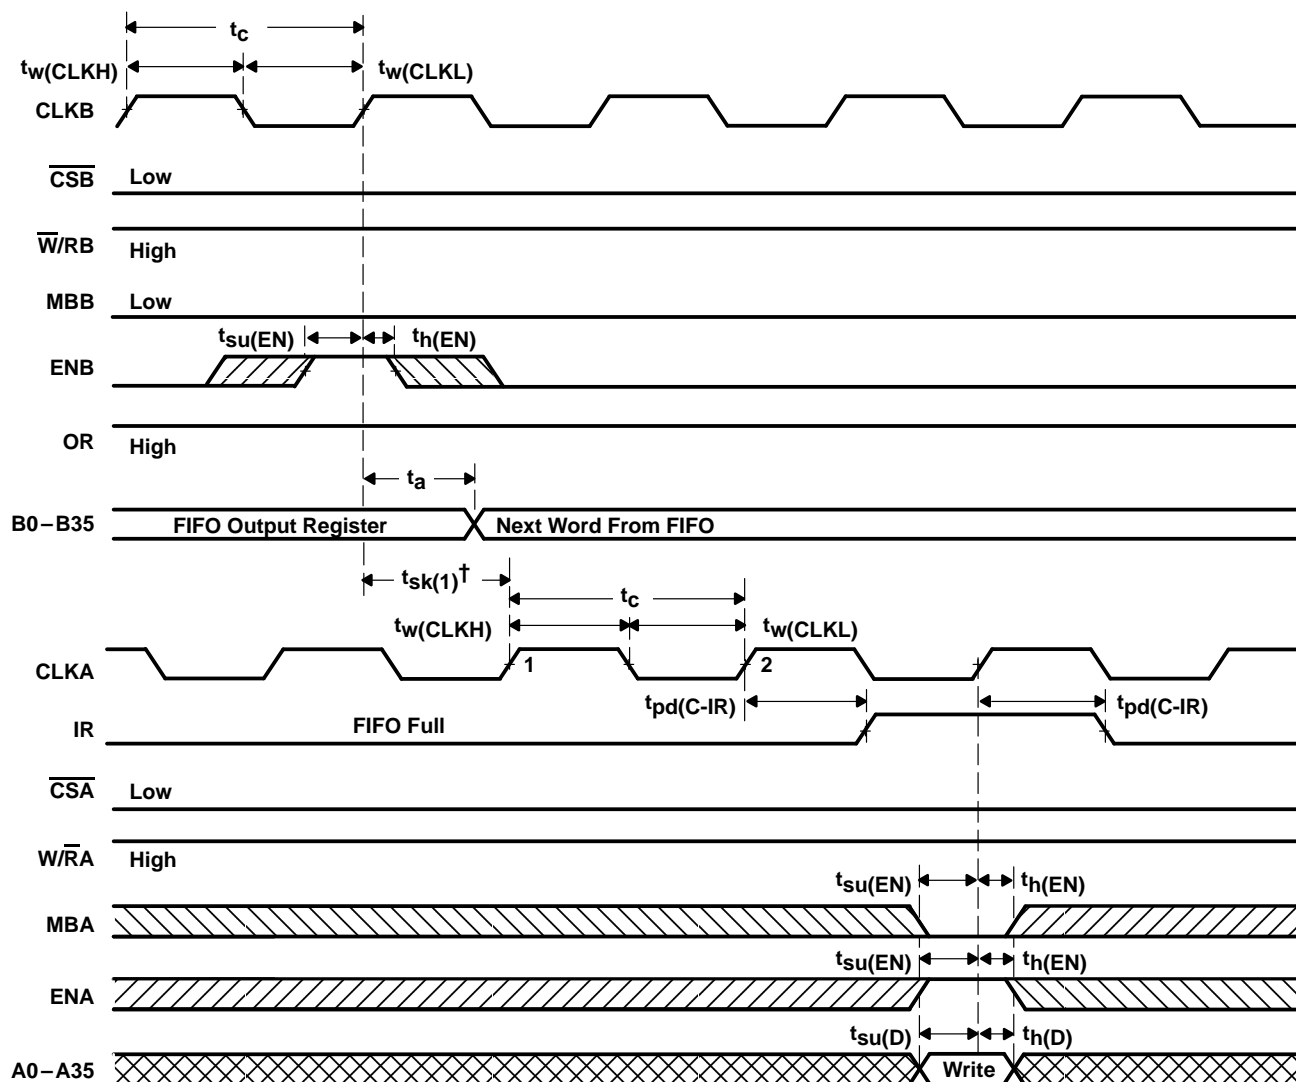 tc
tw(CLKH)
tw(CLKL)
CLKB
CSB
Low
W/RB
High
MBB
Low
tsu(EN)
th(EN)
ENB
OR
High
ta
B0–B35
FIFO Output Register
Next Word From FIFO
tsk(1)†
tc
tw(CLKH)
tw(CLKL)
CLKA
1
2
tpd(C-IR)
tpd(C-IR)
IR
FIFO Full
CSA
Low
W/RA
High
tsu(EN)
th(EN)
MBA
tsu(EN)
th(EN)
ENA
tsu(D)
th(D)
A0–A35
Write